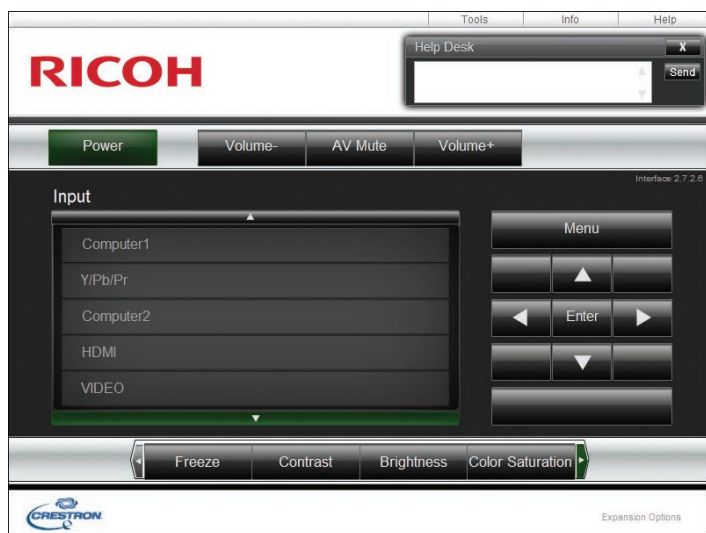 Tools Info Help
RICOH
Help Desk X
Send
Power Volume- AV Mute Volume+
Interface 2.7.2.6
Input
Computer1
Y/Pb/Pr
Computer2
HDMI
VIDEO
Menu
Enter
Freeze Contrast Brightness Color Saturation
CRESTRON
Expansion Options